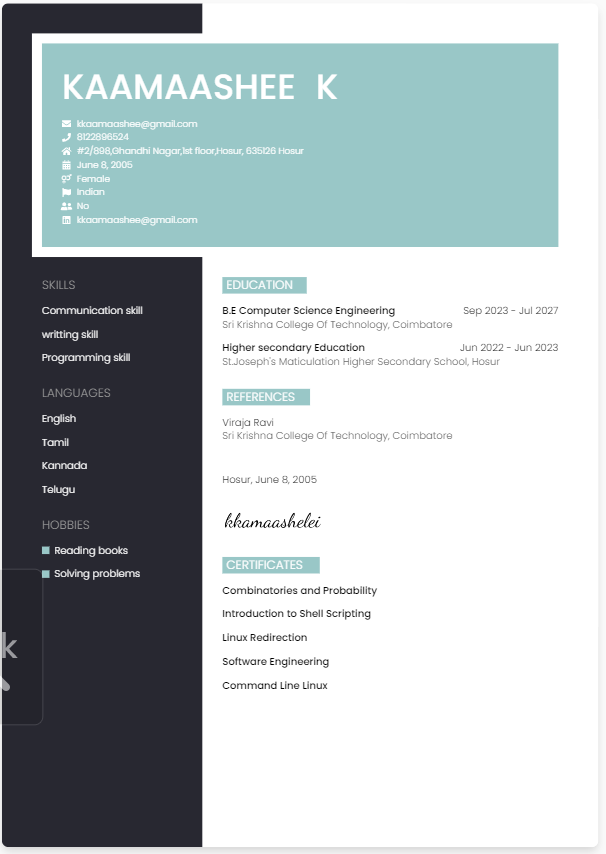 KAAMAASHEE K
kkaamaashee@gmail.com
8122896524
#2/898,Ghandhi Nagar,1st floor,Hosur, 635126 Hosur
June 8, 2005
Female
Indian
No
kkaamaashee@gmail.com
SKILLS
Communication skill
writting skill
Programming skill
LANGUAGES
English
Tamil
Kannada
Telugu
HOBBIES
Reading books
Solving problems
k
EDUCATION
B.E Computer Science Engineering Sep 2023 - Jul 2027
Sri Krishna College Of Technology, Coimbatore
Higher secondary Education Jun 2022 - Jun 2023
St.Joseph's Maticulation Higher Secondary School, Hosur
REFERENCES
Viraja Ravi
Sri Krishna College Of Technology, Coimbatore
Hosur, June 8, 2005
kkamaashelei
CERTIFICATES
Combinatories and Probability
Introduction to Shell Scripting
Linux Redirection
Software Engineering
Command Line Linux